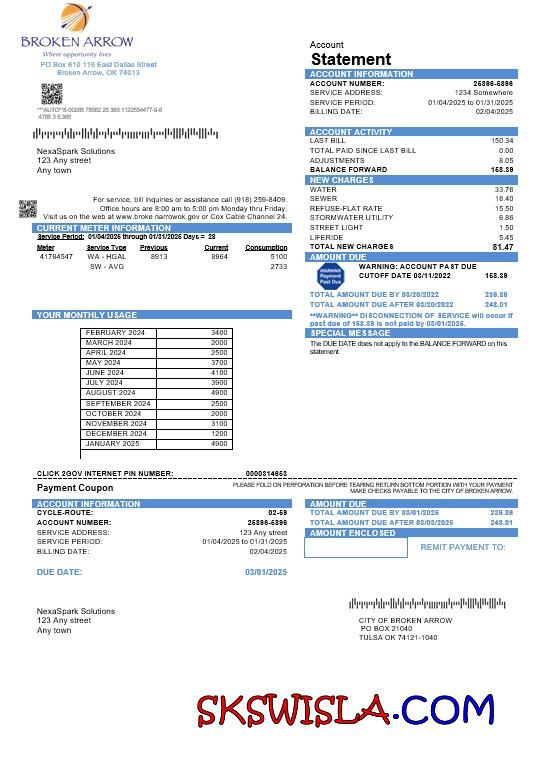 BROKEN ARROW
Where opportunity lives
PO Box 610 116 East Dallas Street
Broken Arrow, OK 74013
NexaSpark Solutions
123 Any street
Any town
For service, bill inquiries or assistance call (918) 259-8409.
Office hours are 8:00 am to 5:00 pm Monday thru Friday.
Visit us on the web at www.broke narrowok.gov or Cox Cable Channel 24.
CURRENT METER INFORMATION
Service Period: 01/04/2025 through 01/31/2025 Days = 28
Meter Service Type Previous Current Consumption
41784547 WA - HGAL 8913 8964 5100
SW - AVG 2733
YOUR MONTHLY USAGE
FEBRUARY 2024 3400
MARCH 2024 2000
APRIL 2024 2500
MAY 2024 3700
JUNE 2024 4100
JULY 2024 3900
AUGUST 2024 4900
SEPTEMBER 2024 2500
OCTOBER 2024 2000
NOVEMBER 2024 3100
DECEMBER 2024 1200
JANUARY 2025 4900
Account
Statement
ACCOUNT INFORMATION
ACCOUNT NUMBER: 25896-5896
SERVICE ADDRESS: 1234 Somewhere
SERVICE PERIOD: 01/04/2025 to 01/31/2025
BILLING DATE: 02/04/2025
ACCOUNT ACTIVITY
LAST BILL 150.34
TOTAL PAID SINCE LAST BILL 0.00
ADJUSTMENTS 8.05
BALANCE FORWARD 158.39
NEW CHARGES
WATER 33.76
SEWER 18.40
REFUSE-FLAT RATE 15.50
STORMWATER UTILITY 6.86
STREET LIGHT 1.50
LIFERIDE 5.45
TOTAL NEW CHARGES 81.47
AMOUNT DUE
WARNING Payment Past Due
WARNING: ACCOUNT PAST DUE
CUTOFF DATE 03/11/2022 158.39
TOTAL AMOUNT DUE BY 03/20/2022 239.86
TOTAL AMOUNT DUE AFTER 03/20/2022 248.01
**WARNING** DISCONNECTION OF SERVICE will occur if
past due of 158.39 is not paid by 03/01/2025.
SPECIAL MESSAGE
The DUE DATE does not apply to the BALANCE FORWARD on this
statement.
CLICK 2GOV INTERNET PIN NUMBER: 0000314653
Payment Coupon
PLEASE FOLD ON PERFORATION BEFORE TEARING RETURN BOTTOM PORTION WITH YOUR PAYMENT
MAKE CHECKS PAYABLE TO THE CITY OF BROKEN ARROW.
ACCOUNT INFORMATION
CYCLE-ROUTE: 02-59
ACCOUNT NUMBER: 25896-5896
SERVICE ADDRESS: 123 Any street
SERVICE PERIOD: 01/04/2025 to 01/31/2025
BILLING DATE: 02/04/2025
DUE DATE: 03/01/2025
AMOUNT DUE
TOTAL AMOUNT DUE BY 03/01/2025 239.86
TOTAL AMOUNT DUE AFTER 03/03/2025 248.01
AMOUNT ENCLOSED
REMIT PAYMENT TO:
NexaSpark Solutions
123 Any street
Any town
CITY OF BROKEN ARROW
PO BOX 21040
TULSA OK 74121-1040
SKSWISLA.COM